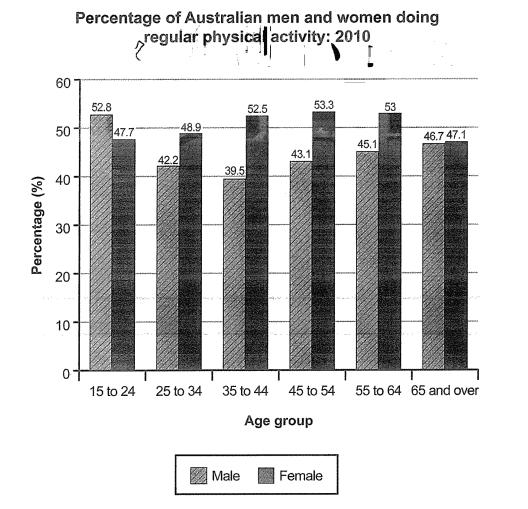 Percentage of Australian men and women doing
regular physical activity: 2010
60
50
40
30
20
10
0
Percentage (%)
52.8
47.7
42.2
48.9
39.5
52.5
43.1
53.3
45.1
53
46.7
47.1
15 to 24
25 to 34
35 to 44
45 to 54
55 to 64
65 and over
Age group
Male
Female